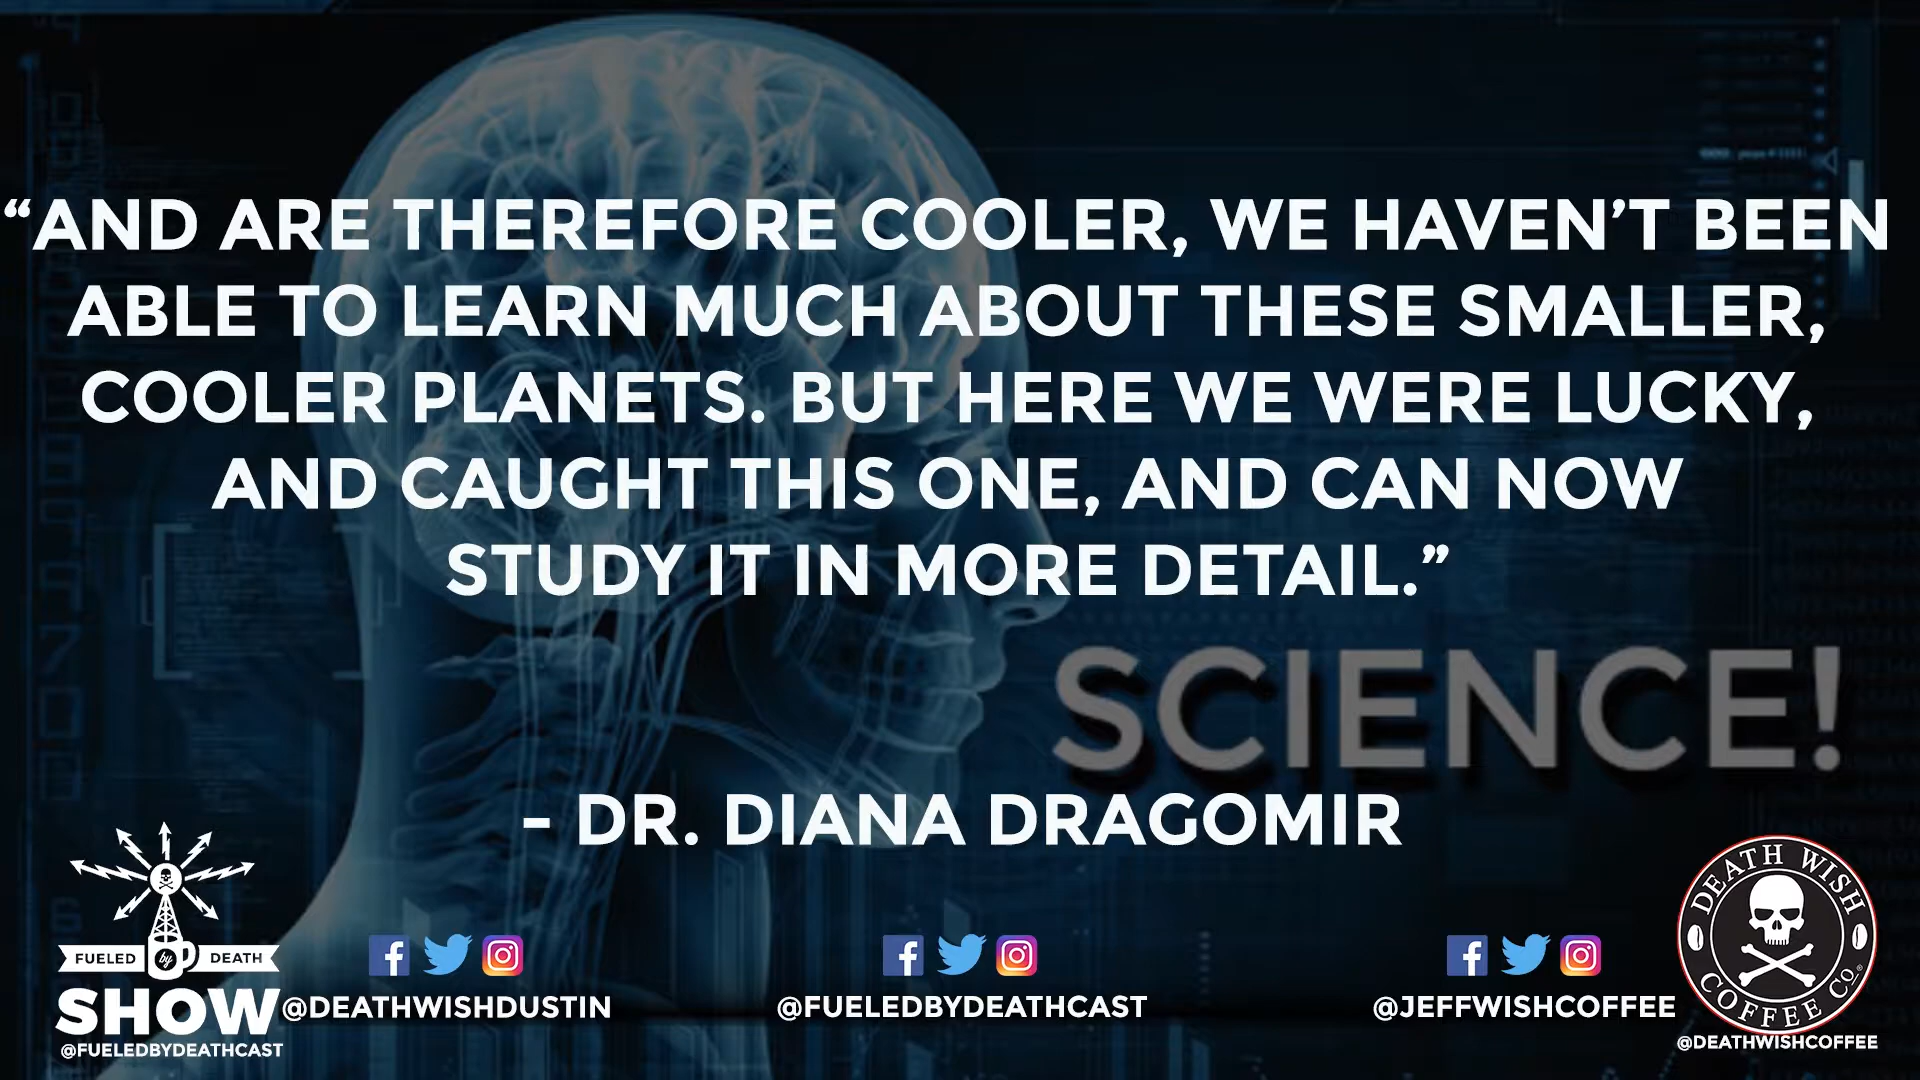 “AND ARE THEREFORE COOLER, WE HAVEN’T BEEN
ABLE TO LEARN MUCH ABOUT THESE SMALLER,
COOLER PLANETS. BUT HERE WE WERE LUCKY,
AND CAUGHT THIS ONE, AND CAN NOW
STUDY IT IN MORE DETAIL.”
SCIENCE!
- DR. DIANA DRAGOMIR
FUELED by DEATH
SHOW
@FUELEDBYDEATHCAST
@DEATHWISHDUSTIN
@FUELEDBYDEATHCAST
@JEFFWISHCOFFEE
DEATH WISH
COFFEE CO.®
@DEATHWISHCOFFEE